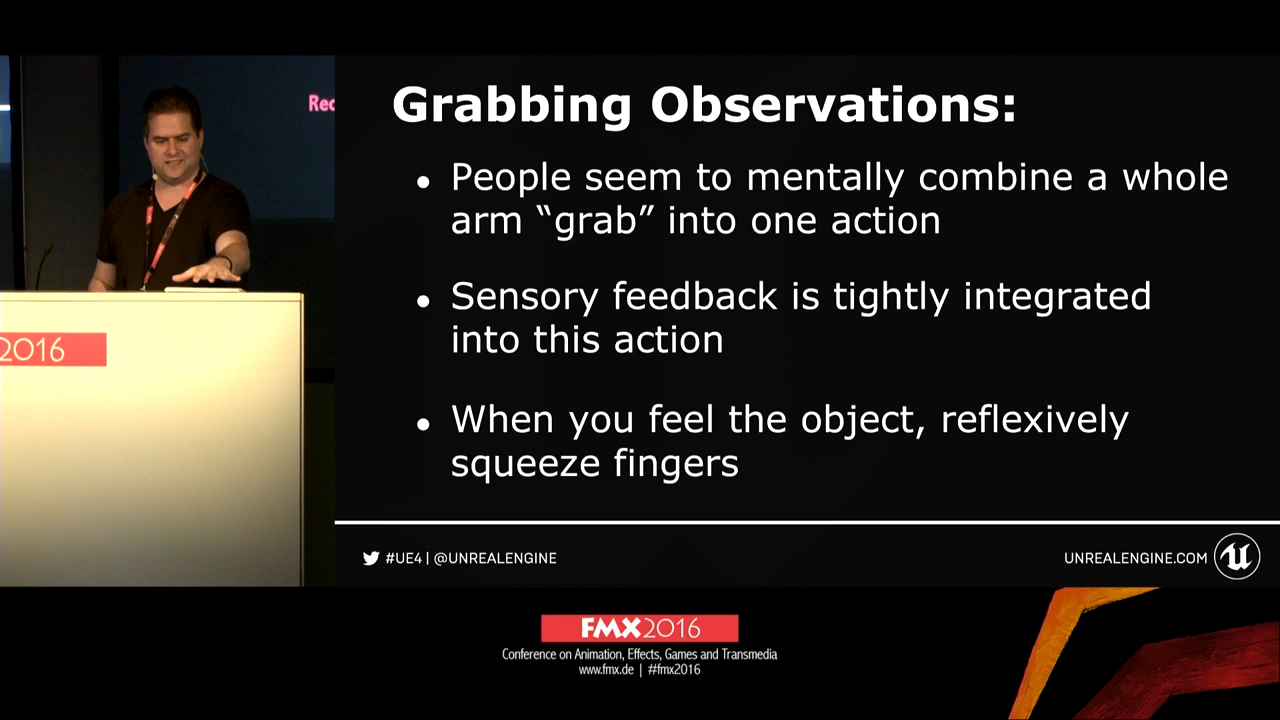 Rec
2016
Grabbing Observations:
• People seem to mentally combine a whole
arm “grab” into one action
• Sensory feedback is tightly integrated
into this action
• When you feel the object, reflexively
squeeze fingers
#UE4 | @UNREALENGINE
UNREALENGINE.COM
FMX2016
Conference on Animation, Effects, Games and Transmedia
www.fmx.de | #fmx2016